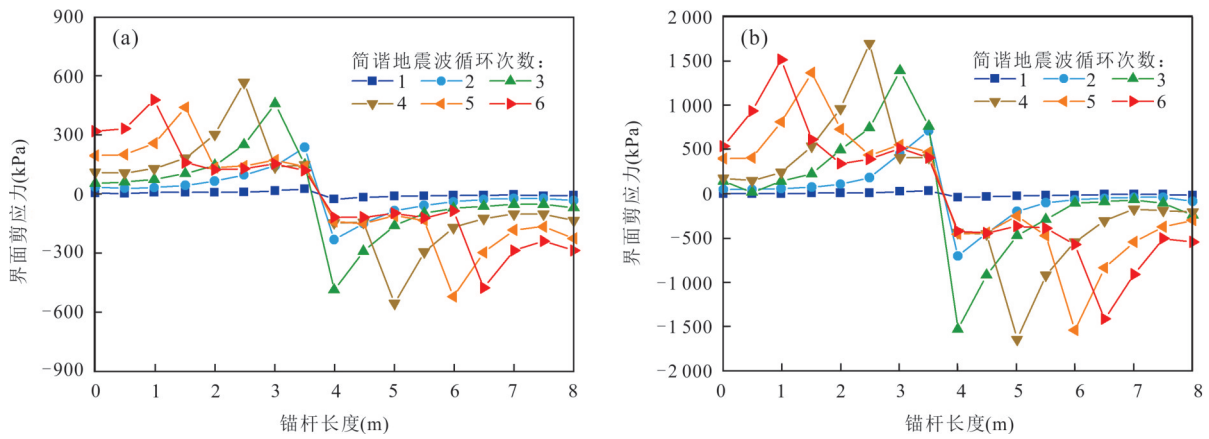 (a)
简谐地震波循环次数：
1 2 3
4 5 6
900
600
300
0
−300
−600
−900
界面剪应力(kPa)
0 1 2 3 4 5 6 7 8
锚杆长度(m)
(b)
简谐地震波循环次数：
1 2 3
4 5 6
2 000
1 500
1 000
500
0
−500
−1 000
−1 500
−2 000
界面剪应力(kPa)
0 1 2 3 4 5 6 7 8
锚杆长度(m)